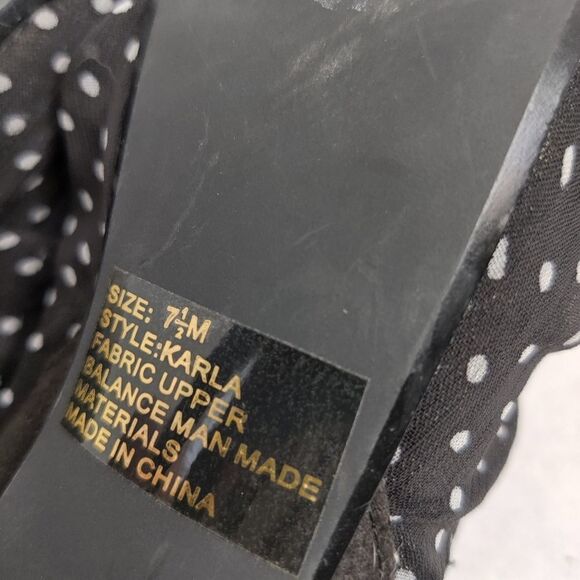 SIZE: 7½M
STYLE:KARLA
FABRIC UPPER
BALANCE MAN MADE
MATERIALS
MADE IN CHINA